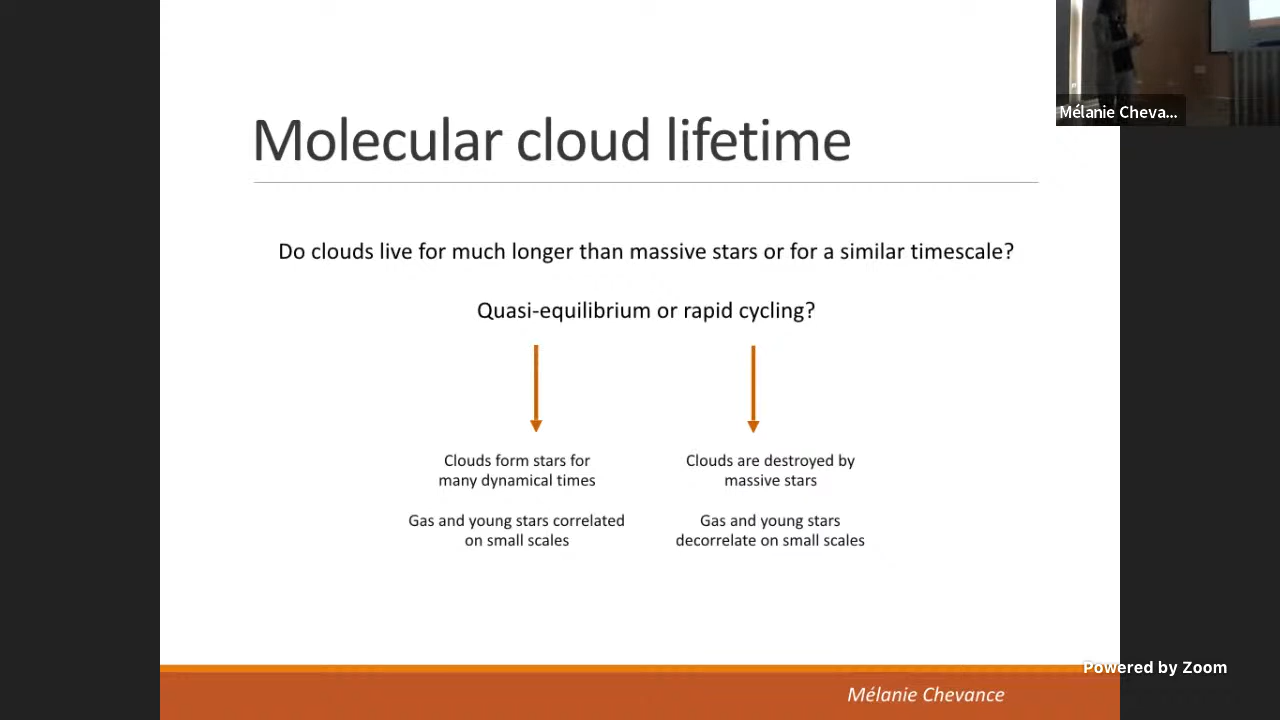 Molecular cloud lifetime
Mélanie Cheva...
Do clouds live for much longer than massive stars or for a similar timescale?
Quasi-equilibrium or rapid cycling?
Clouds form stars for
many dynamical times
Gas and young stars correlated
on small scales
Clouds are destroyed by
massive stars
Gas and young stars
decorrelate on small scales
Powered by Zoom
Mélanie Chevance